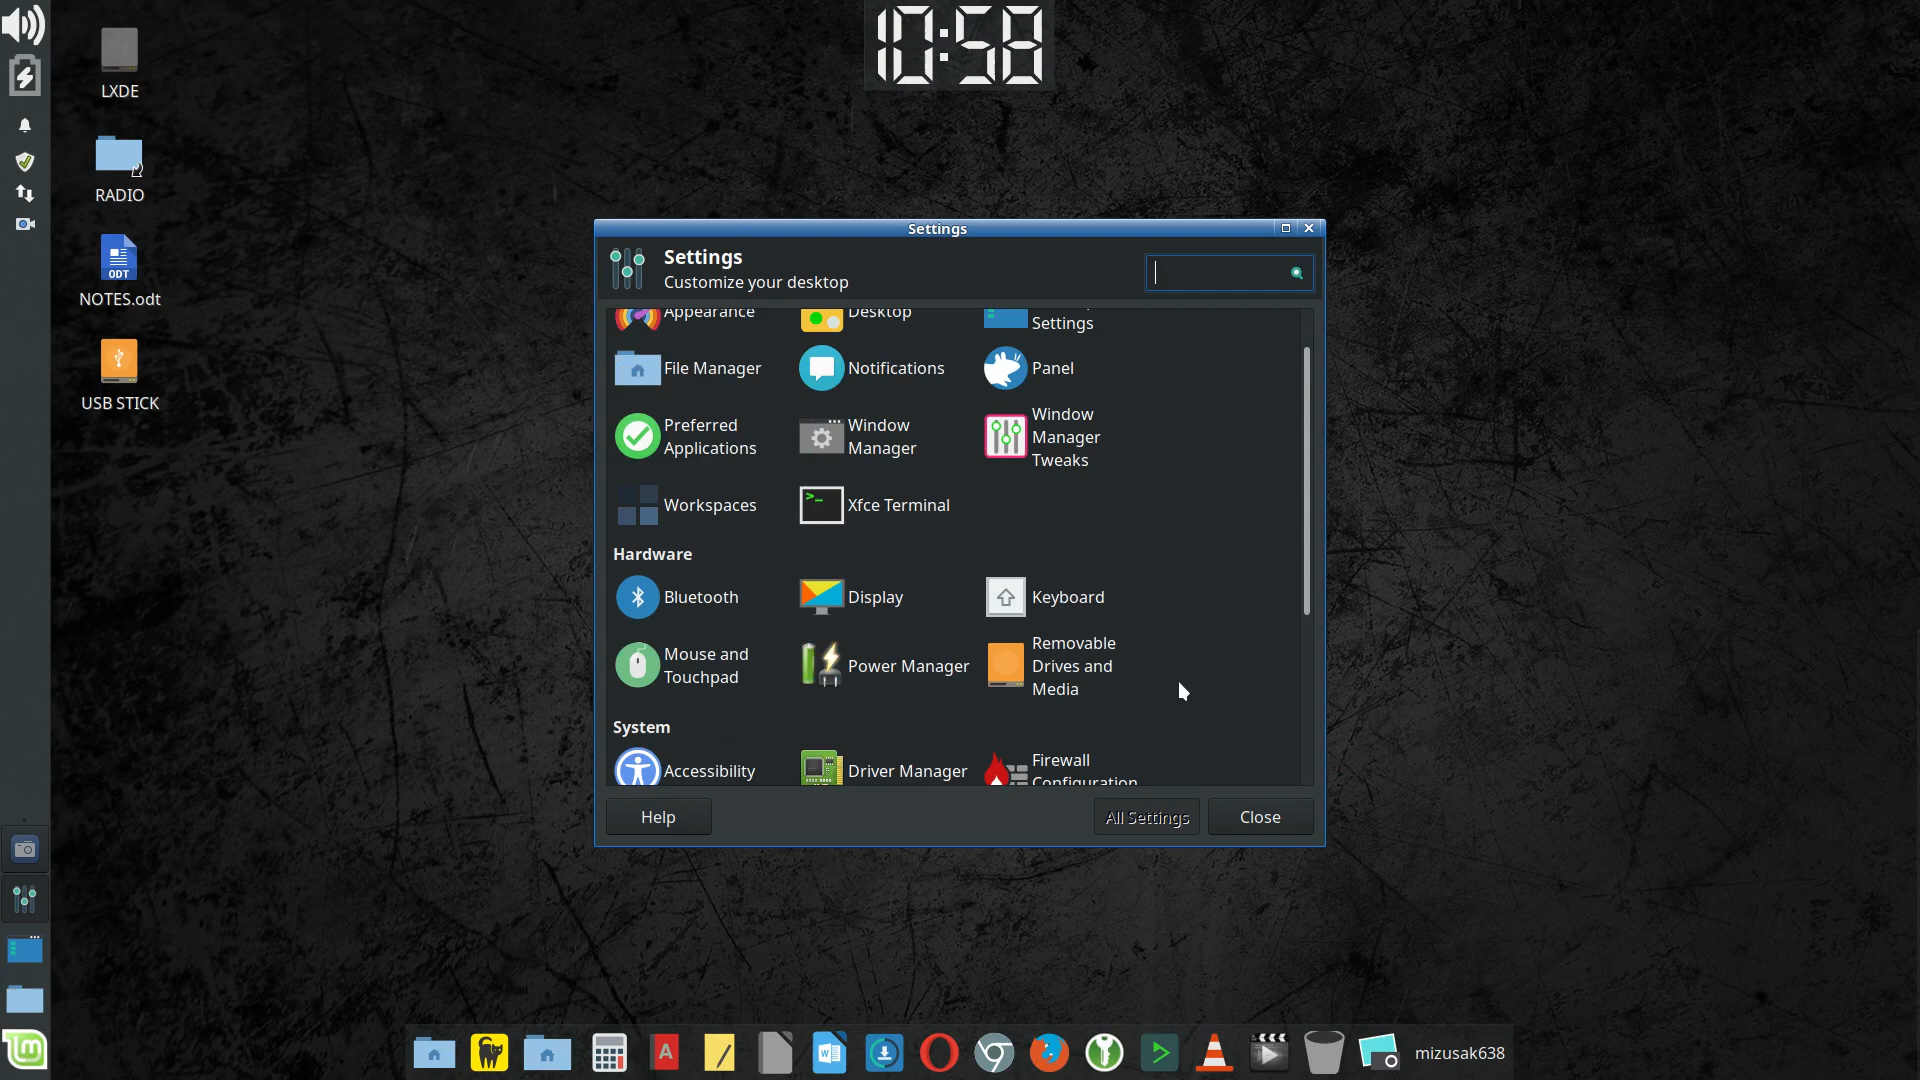 10:58
LXDE
RADIO
ODT
NOTES.odt
USB STICK
Settings
Settings
Customize your desktop
Appearance
Desktop
Settings
File Manager
Notifications
Panel
Preferred
Applications
Window
Manager
Window
Manager
Tweaks
Workspaces
>_
Xfce Terminal
Hardware
Bluetooth
Display
Keyboard
Mouse and
Touchpad
Power Manager
Removable
Drives and
Media
System
Accessibility
Driver Manager
Firewall
Configuration
Help
All Settings
Close
A
W
mizusak638